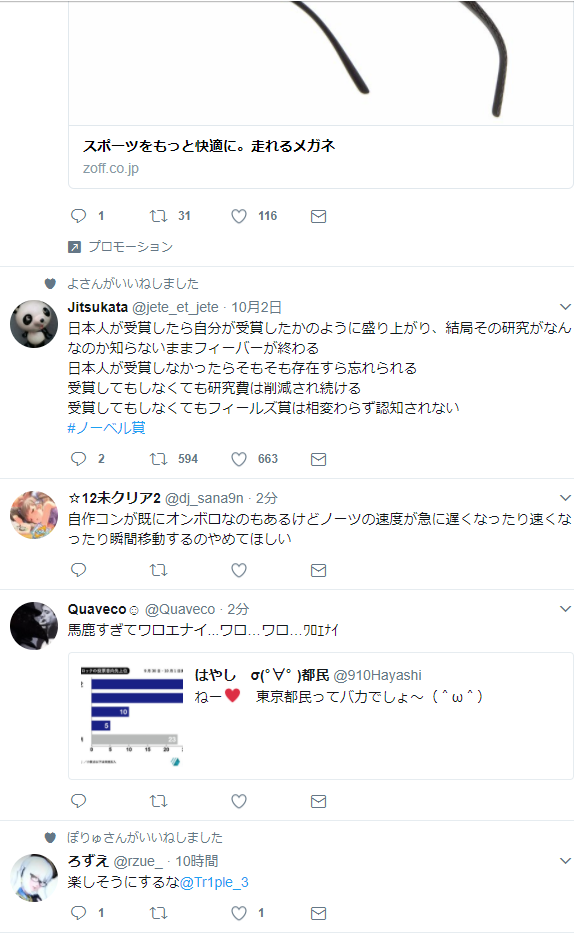 スポーツをもっと快適に。走れるメガネ
zoff.co.jp
1 31 116
プロモーション
よさんがいいねしました
Jitsukata @jete_et_jete · 10月2日
日本人が受賞したら自分が受賞したかのように盛り上がり、結局その研究がなん
なのか知らないままフィーバーが終わる
日本人が受賞しなかったらそもそも存在すら忘れられる
受賞してもしなくても研究費は削減され続ける
受賞してもしなくてもフィールズ賞は相変わらず認知されない
#ノーベル賞
2 594 663
☆12未クリア2 @dj_sana9n · 2分
自作コンが既にオンボロなのもあるけどノーツの速度が急に遅くなったり速くな
ったり瞬間移動するのやめてほしい
Quaveco☺ @Quaveco · 2分
馬鹿すぎてワロエナイ...ワロ...ワロ...ﾜﾛｴﾅｲ
はやし　σ(ﾟ∀ﾟ )都民 @910Hayashi
ねー❤　東京都民ってバカでしょ～（＾ω＾）
10
5
23
0 5 10 15 20
ぽりゅさんがいいねしました
ろずえ @rzue_ · 10時間
楽しそうにするな@Tr1ple_3
1 1